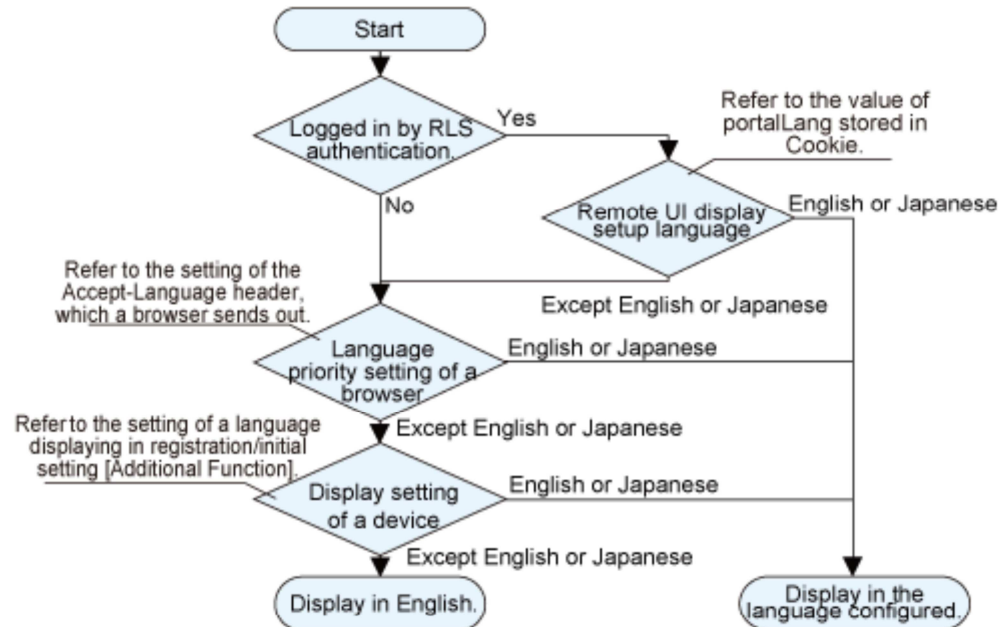 Start
Logged in by RLS
authentication.
Yes
Refer to the value of
portalLang stored in
Cookie.
No
Remote UI display
setup language
English or Japanese
Refer to the setting of the
Accept-Language header,
which a browser sends out.
Except English or Japanese
Language
priority setting of a
browser
English or Japanese
Except English or Japanese
Refer to the setting of a language
displaying in registration/initial
setting [Additional Function].
Display setting
of a device
English or Japanese
Except English or Japanese
Display in English.
Display in the
language configured.